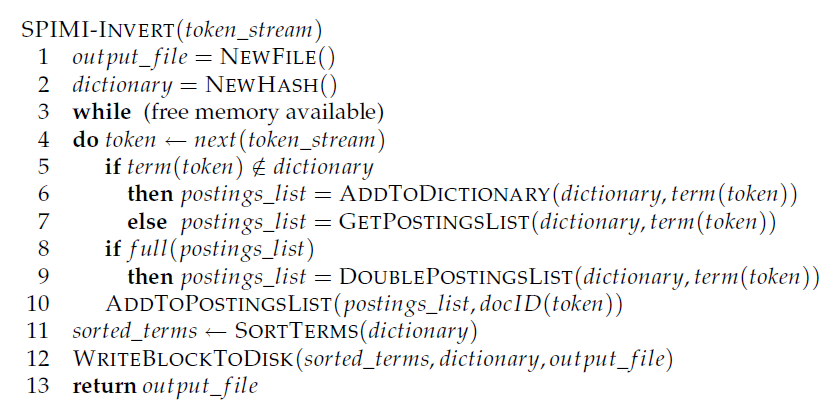 SPIMI-INVERT(token_stream)
1 output_file = NEWFILE()
2 dictionary = NEWHASH()
3 while (free memory available)
4 do token ← next(token_stream)
5 if term(token) ∉ dictionary
6 then postings_list = ADDTODICTIONARY(dictionary, term(token))
7 else postings_list = GETPOSTINGSLIST(dictionary, term(token))
8 if full(postings_list)
9 then postings_list = DOUBLEPOSTINGSLIST(dictionary, term(token))
10 ADDTOPOSTINGSLIST(postings_list, docID(token))
11 sorted_terms ← SORTTERMS(dictionary)
12 WRITEBLOCKTODISK(sorted_terms, dictionary, output_file)
13 return output_file